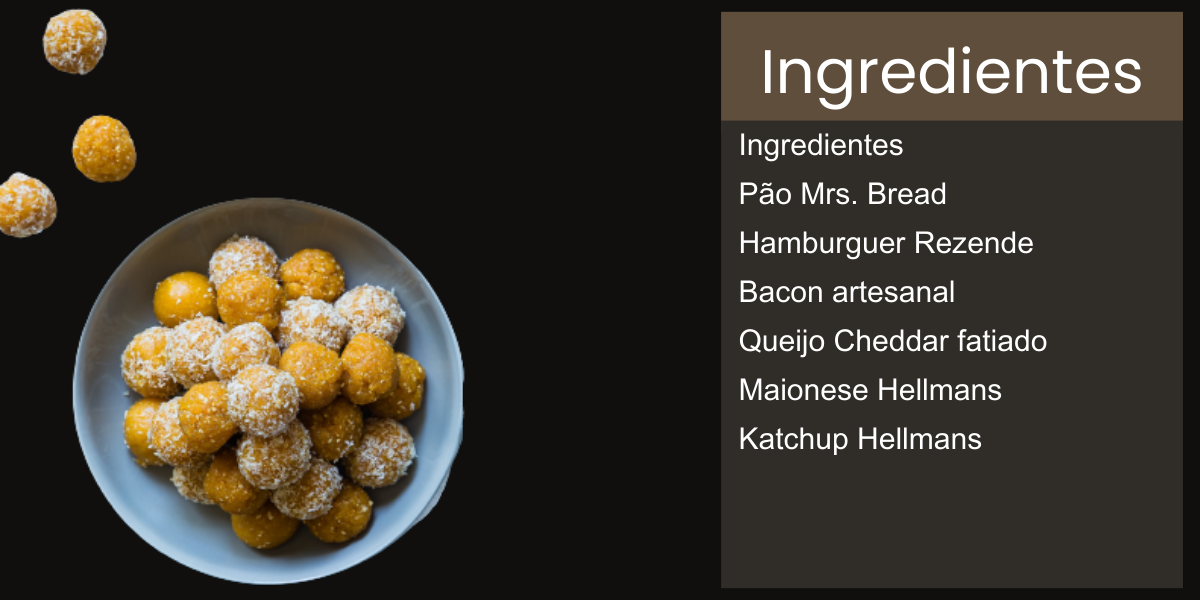 Ingredientes
Ingredientes
Pão Mrs. Bread
Hamburguer Rezende
Bacon artesanal
Queijo Cheddar fatiado
Maionese Hellmans
Katchup Hellmans